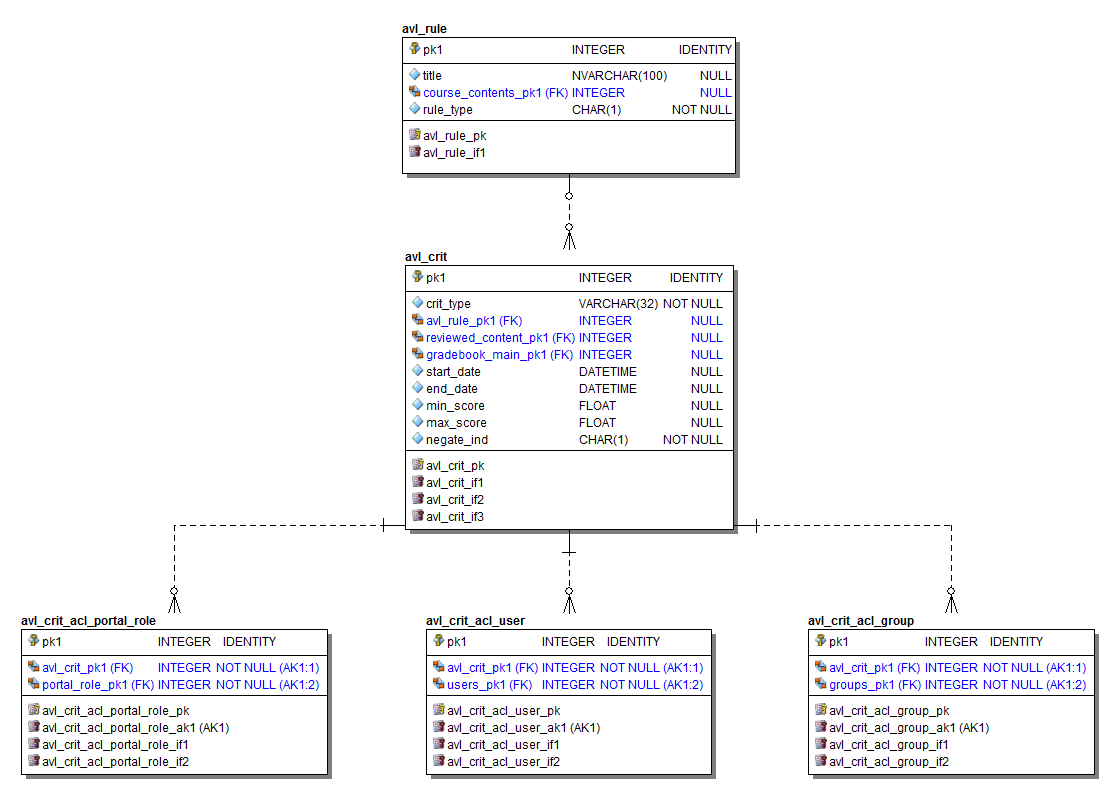 avl_rule
pk1 INTEGER IDENTITY
title NVARCHAR(100) NULL
course_contents_pk1 (FK) INTEGER NULL
rule_type CHAR(1) NOT NULL
avl_rule_pk
avl_rule_if1
avl_crit
pk1 INTEGER IDENTITY
crit_type VARCHAR(32) NOT NULL
avl_rule_pk1 (FK) INTEGER NULL
reviewed_content_pk1 (FK) INTEGER NULL
gradebook_main_pk1 (FK) INTEGER NULL
start_date DATETIME NULL
end_date DATETIME NULL
min_score FLOAT NULL
max_score FLOAT NULL
negate_ind CHAR(1) NOT NULL
avl_crit_pk
avl_crit_if1
avl_crit_if2
avl_crit_if3
avl_crit_acl_portal_role
pk1 INTEGER IDENTITY
avl_crit_pk1 (FK) INTEGER NOT NULL (AK1:1)
portal_role_pk1 (FK) INTEGER NOT NULL (AK1:2)
avl_crit_acl_portal_role_pk
avl_crit_acl_portal_role_ak1 (AK1)
avl_crit_acl_portal_role_if1
avl_crit_acl_portal_role_if2
avl_crit_acl_user
pk1 INTEGER IDENTITY
avl_crit_pk1 (FK) INTEGER NOT NULL (AK1:1)
users_pk1 (FK) INTEGER NOT NULL (AK1:2)
avl_crit_acl_user_pk
avl_crit_acl_user_ak1 (AK1)
avl_crit_acl_user_if1
avl_crit_acl_user_if2
avl_crit_acl_group
pk1 INTEGER IDENTITY
avl_crit_pk1 (FK) INTEGER NOT NULL (AK1:1)
groups_pk1 (FK) INTEGER NOT NULL (AK1:2)
avl_crit_acl_group_pk
avl_crit_acl_group_ak1 (AK1)
avl_crit_acl_group_if1
avl_crit_acl_group_if2